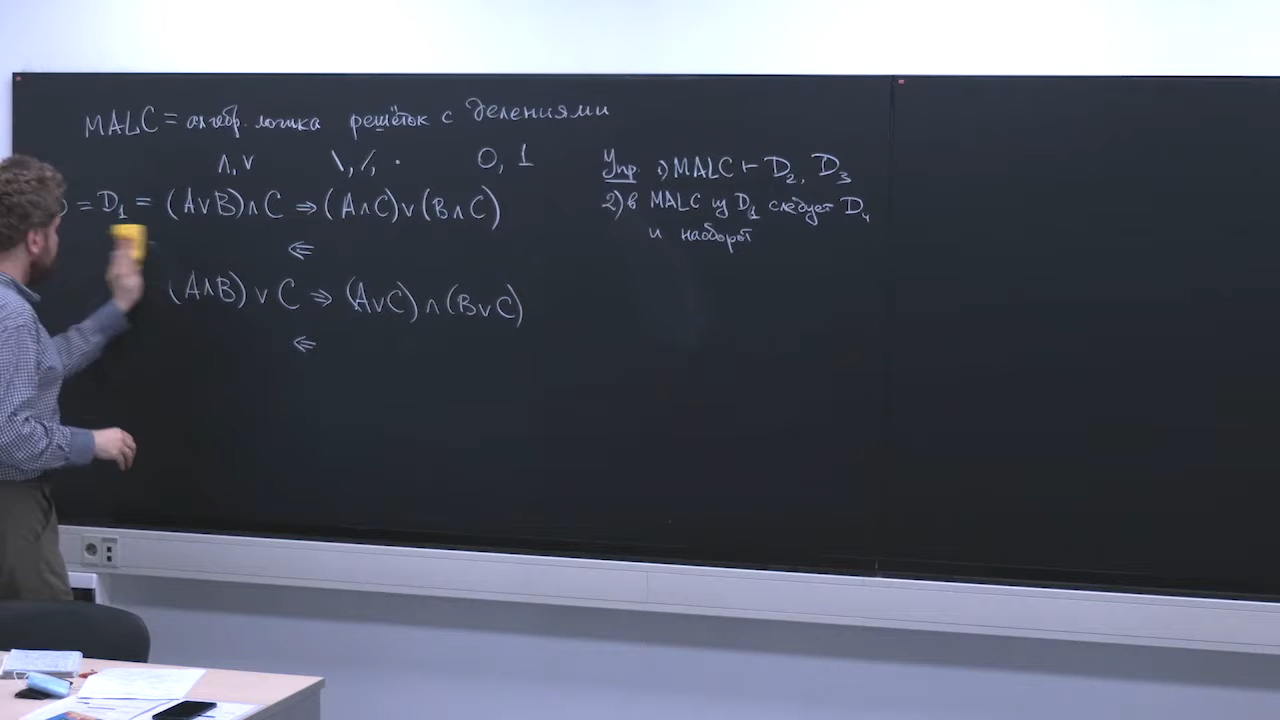 MALC = алгебр. логика решёток с делениями
∧,∨ \,/,· 0, 1
= D₁ = (A∨B)∧C ⇒ (A∧C)∨(B∧C)
⇐
(A∧B)∨C ⇒ (A∨C)∧(B∨C)
⇐
Упр. 1) MALC ⊢ D₂, D₃
2) в MALC из D₁ следует D₄
и наоборот